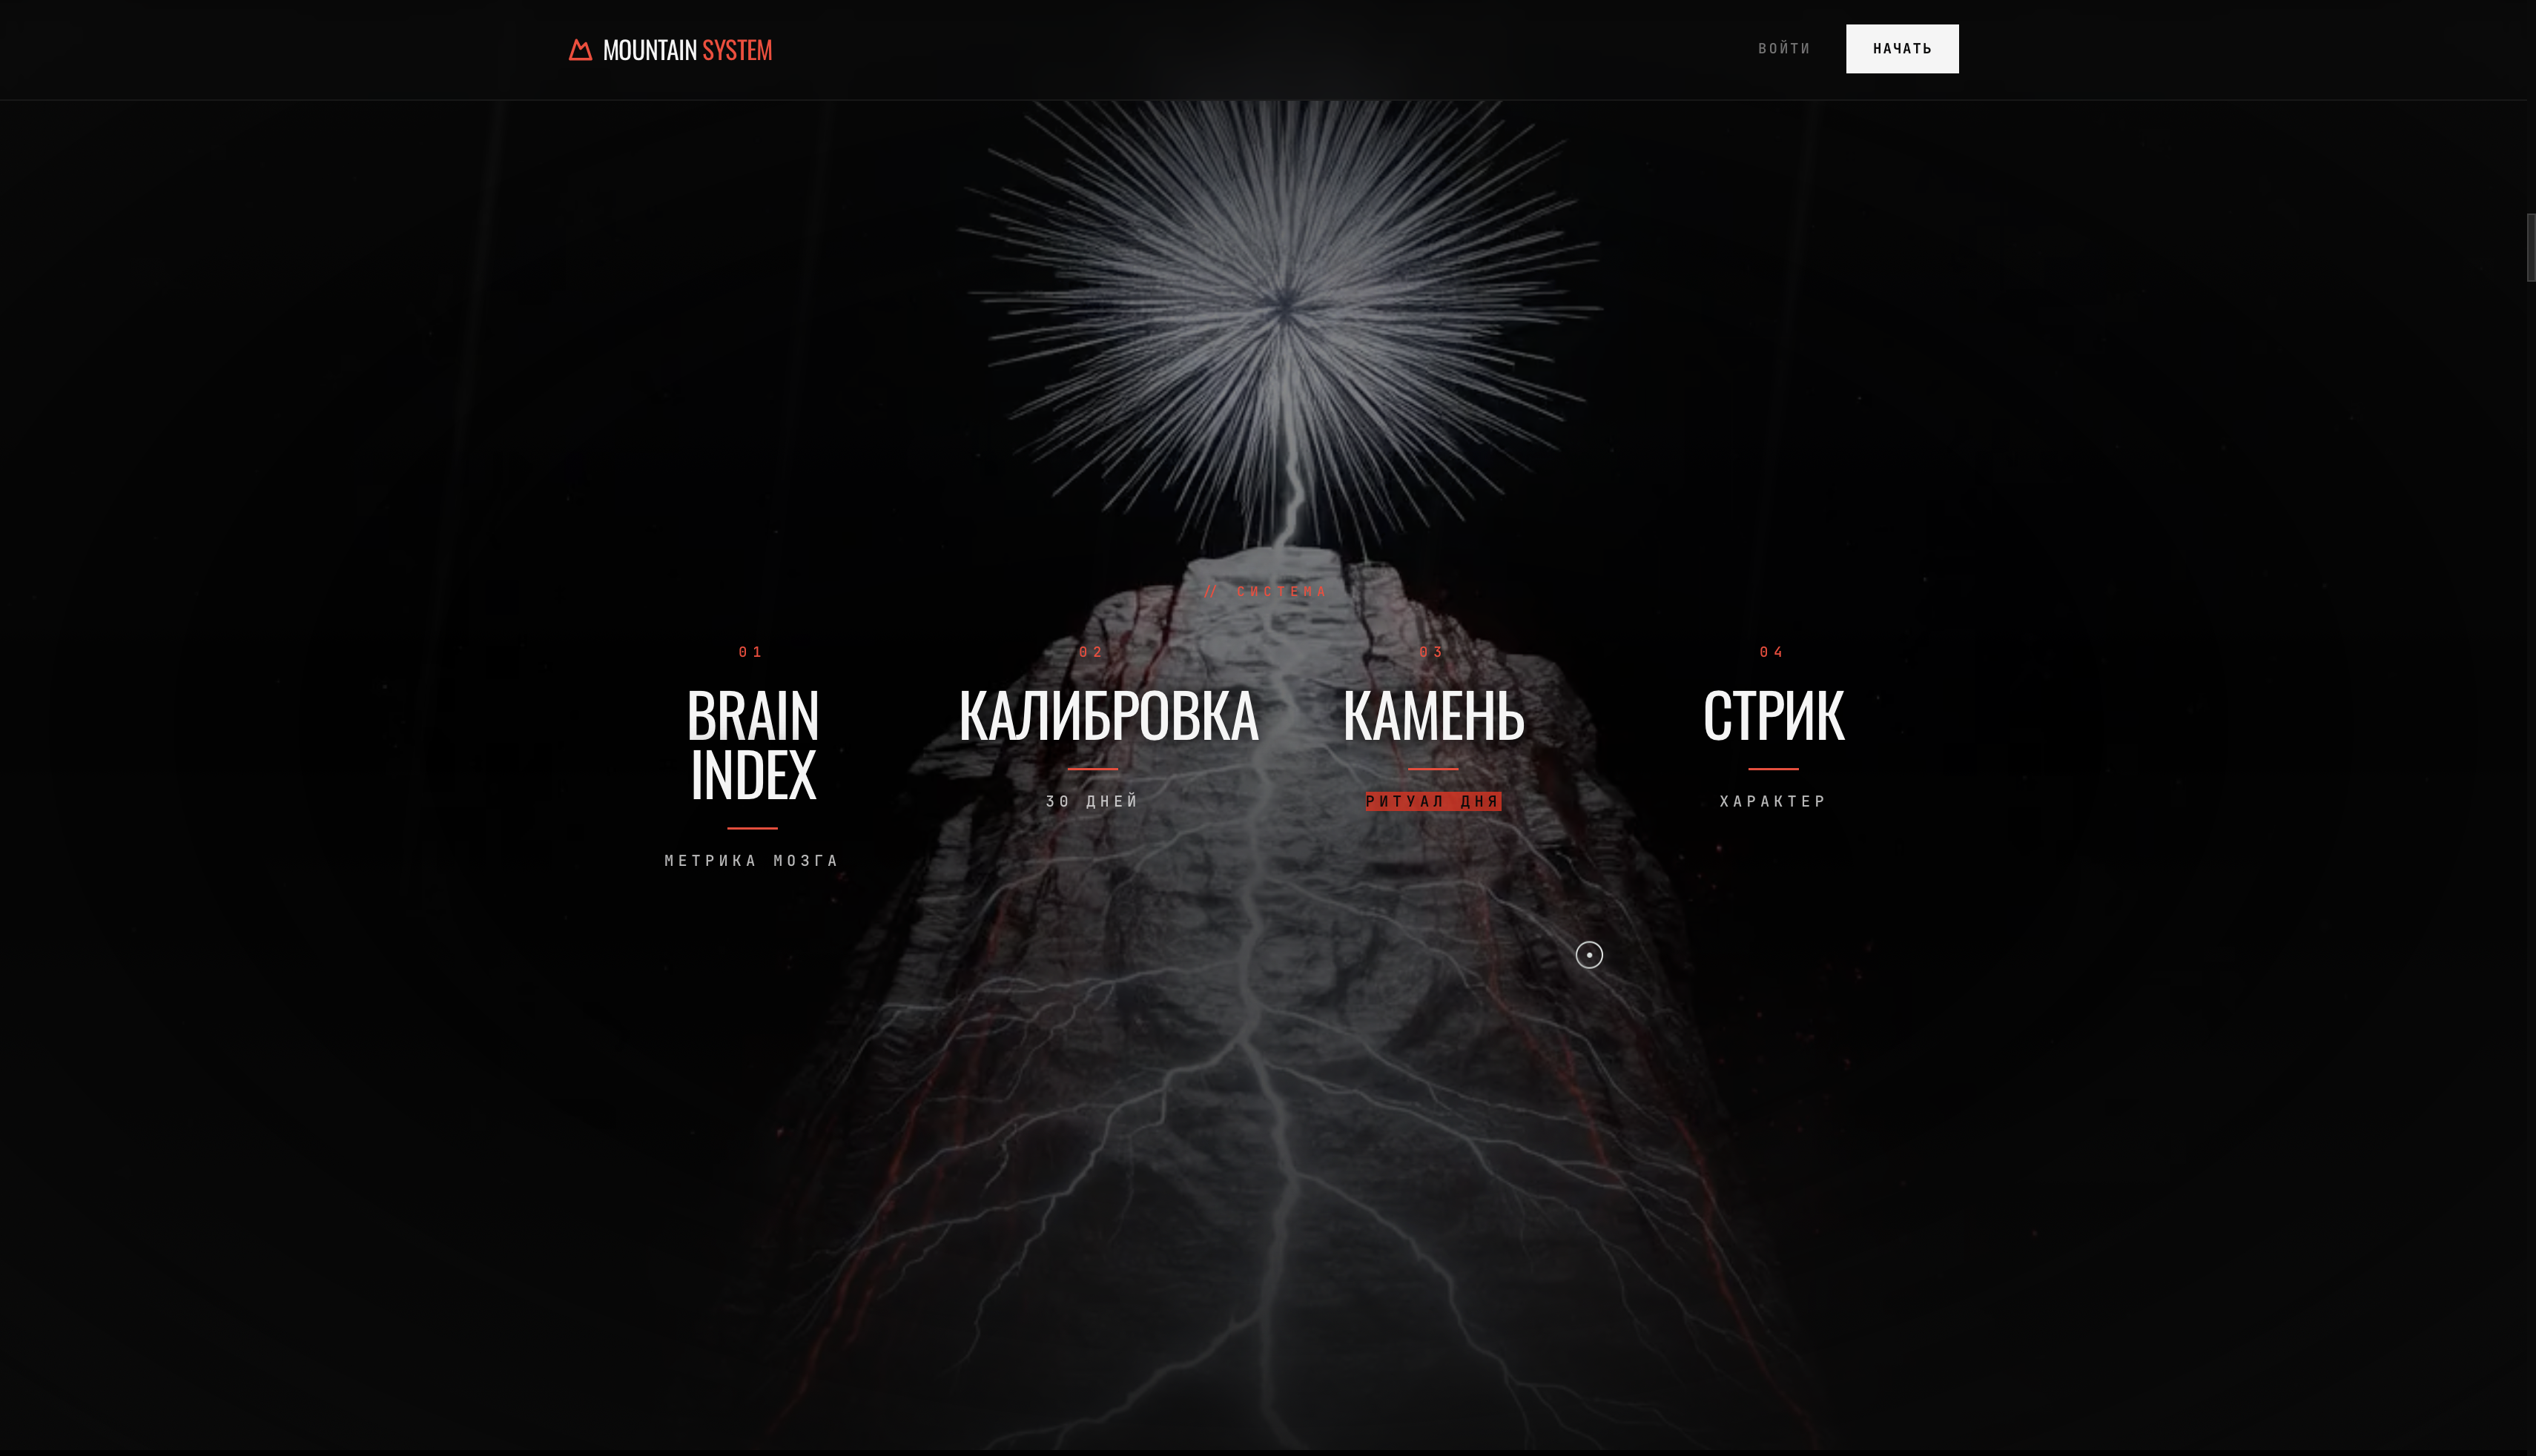 MOUNTAIN SYSTEM
ВОЙТИ
НАЧАТЬ
// СИСТЕМА
01
BRAIN
INDEX
МЕТРИКА МОЗГА
02
КАЛИБРОВКА
30 ДНЕЙ
03
КАМЕНЬ
РИТУАЛ ДНЯ
04
СТРИК
ХАРАКТЕР